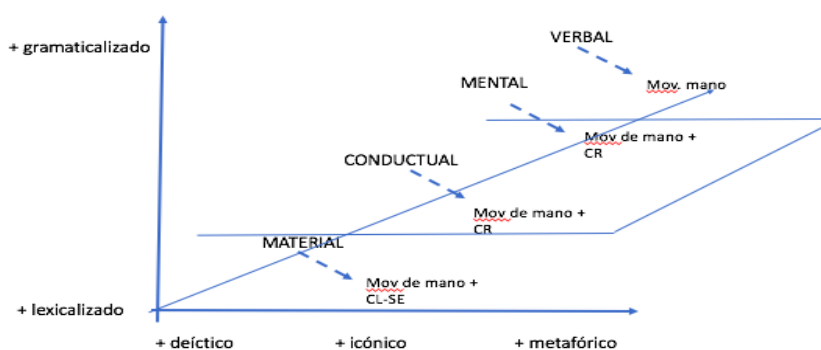 VERBAL
+ gramaticalizado
MENTAL
Mov. mano
Mov de mano +
CR
CONDUCTUAL
Mov de mano +
CR
MATERIAL
Mov de mano +
CL-SE
+ lexicalizado
+ deíctico
+ icónico
+ metafórico